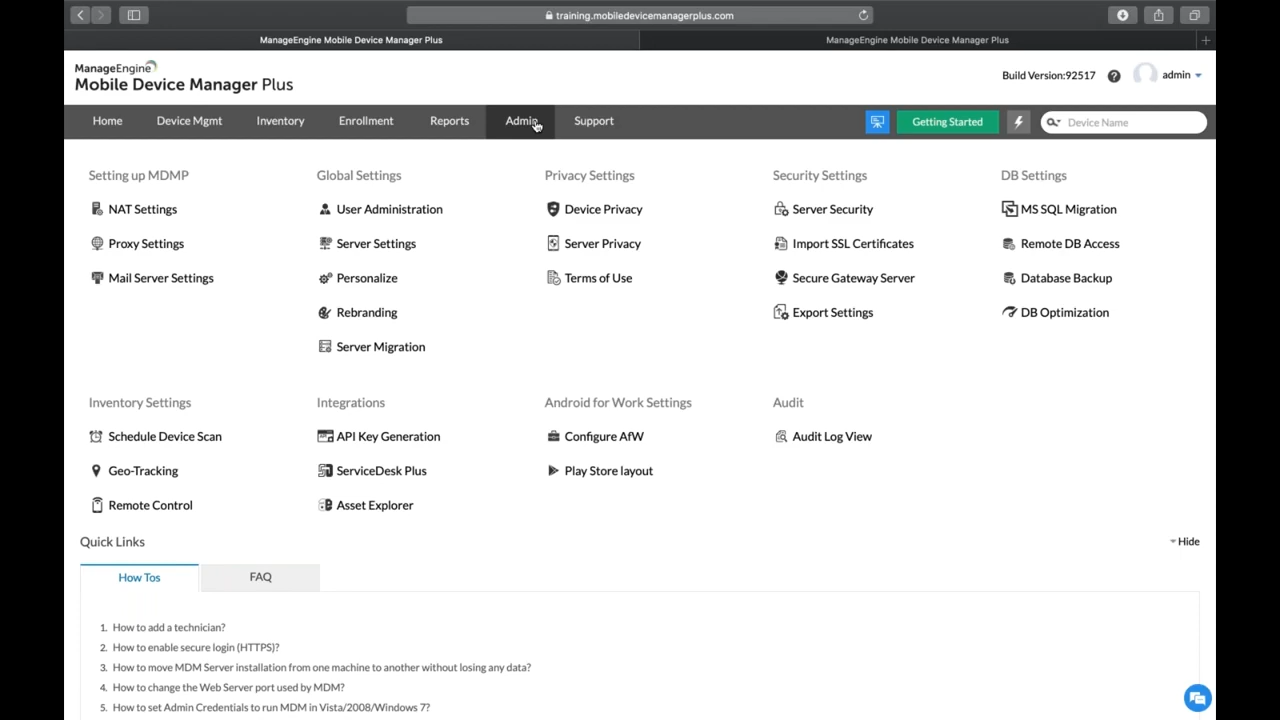 training.mobiledevicemanagerplus.com
ManageEngine Mobile Device Manager Plus
ManageEngine Mobile Device Manager Plus
ManageEngine
Mobile Device Manager Plus
Build Version:92517
admin
Home
Device Mgmt
Inventory
Enrollment
Reports
Admin
Support
Getting Started
Device Name
Setting up MDMP
NAT Settings
Proxy Settings
Mail Server Settings
Global Settings
User Administration
Server Settings
Personalize
Rebranding
Server Migration
Privacy Settings
Device Privacy
Server Privacy
Terms of Use
Security Settings
Server Security
Import SSL Certificates
Secure Gateway Server
Export Settings
DB Settings
MS SQL Migration
Remote DB Access
Database Backup
DB Optimization
Inventory Settings
Schedule Device Scan
Geo-Tracking
Remote Control
Integrations
API Key Generation
ServiceDesk Plus
Asset Explorer
Android for Work Settings
Configure AfW
Play Store layout
Audit
Audit Log View
Quick Links
Hide
How Tos
FAQ
1. How to add a technician?
2. How to enable secure login (HTTPS)?
3. How to move MDM Server installation from one machine to another without losing any data?
4. How to change the Web Server port used by MDM?
5. How to set Admin Credentials to run MDM in Vista/2008/Windows 7?